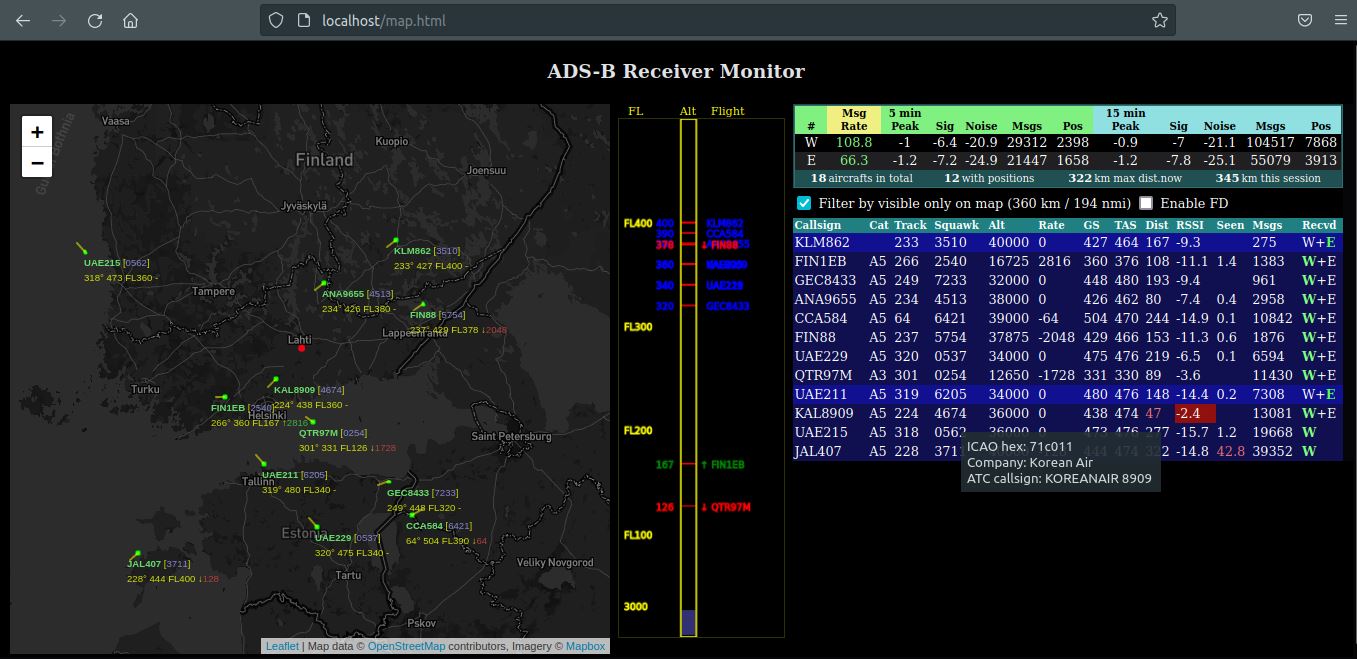 localhost/map.html
ADS-B Receiver Monitor
+
−
Vaasa
Kuopio
Finland
Joensuu
Jyväskylä
KLM862 [3510]
233° 427 FL400 -
UAE215 [0562]
318° 473 FL360 -
Tampere
ANA9655 [4513]
234° 426 FL380 -
FIN88 [5754]
237° 429 FL378 ↓2048
Lappeenranta
Lahti
Turku
KAL8909 [4674]
224° 438 FL360 -
FIN1EB [2540]
Helsinki
266° 360 FL167 ↑2816
QTR97M [0254]
301° 331 FL126 ↓1728
Saint Petersburg
UAE211 [6205]
Tallinn
319° 480 FL340 -
GEC8433 [7233]
249° 448 FL320 -
CCA584 [6421]
64° 504 FL390 ↓64
Estonia
UAE229 [0537]
320° 475 FL340 -
JAL407 [3711]
228° 444 FL400 ↓128
Veliky Novgorod
Tartu
Pskov
Leaflet | Map data © OpenStreetMap contributors, Imagery © Mapbox
FL Alt Flight
FL400 400 KLM862
390 CCA584
378 ↓ FIN88
360
340 UAE229
320 GEC8433
FL300
FL200
167 ↑ FIN1EB
126 ↓ QTR97M
FL100
3000
Msg 5 min 15 min
# Rate Peak Sig Noise Msgs Pos Peak Sig Noise Msgs Pos
W 108.8 -1 -6.4 -20.9 29312 2398 -0.9 -7 -21.1 104517 7868
E 66.3 -1.2 -7.2 -24.9 21447 1658 -1.2 -7.8 -25.1 55079 3913
18 aircrafts in total 12 with positions 322 km max dist.now 345 km this session
Filter by visible only on map (360 km / 194 nmi) Enable FD
Callsign Cat Track Squawk Alt Rate GS TAS Dist RSSI Seen Msgs Recvd
KLM862 233 3510 40000 0 427 464 167 -9.3 275 W+E
FIN1EB A5 266 2540 16725 2816 360 376 108 -11.1 1.4 1383 W+E
GEC8433 A5 249 7233 32000 0 448 480 193 -9.4 961 W+E
ANA9655 A5 234 4513 38000 0 426 462 80 -7.4 0.4 2958 W+E
CCA584 A5 64 6421 39000 -64 504 470 244 -14.9 0.1 10842 W+E
FIN88 A5 237 5754 37875 -2048 429 466 153 -11.3 0.6 1876 W+E
UAE229 A5 320 0537 34000 0 475 476 219 -6.5 0.1 6594 W+E
QTR97M A3 301 0254 12650 -1728 331 330 89 -3.6 11430 W+E
UAE211 A5 319 6205 34000 0 480 476 148 -14.4 0.2 7308 W+E
KAL8909 A5 224 4674 36000 0 438 474 47 -2.4 13081 W+E
UAE215 A5 318 0562 36000 0 473 476 277 -15.7 1.2 19668 W
JAL407 A5 228 3711 444 474 322 -14.8 42.8 39352 W
ICAO hex: 71c011
Company: Korean Air
ATC callsign: KOREANAIR 8909